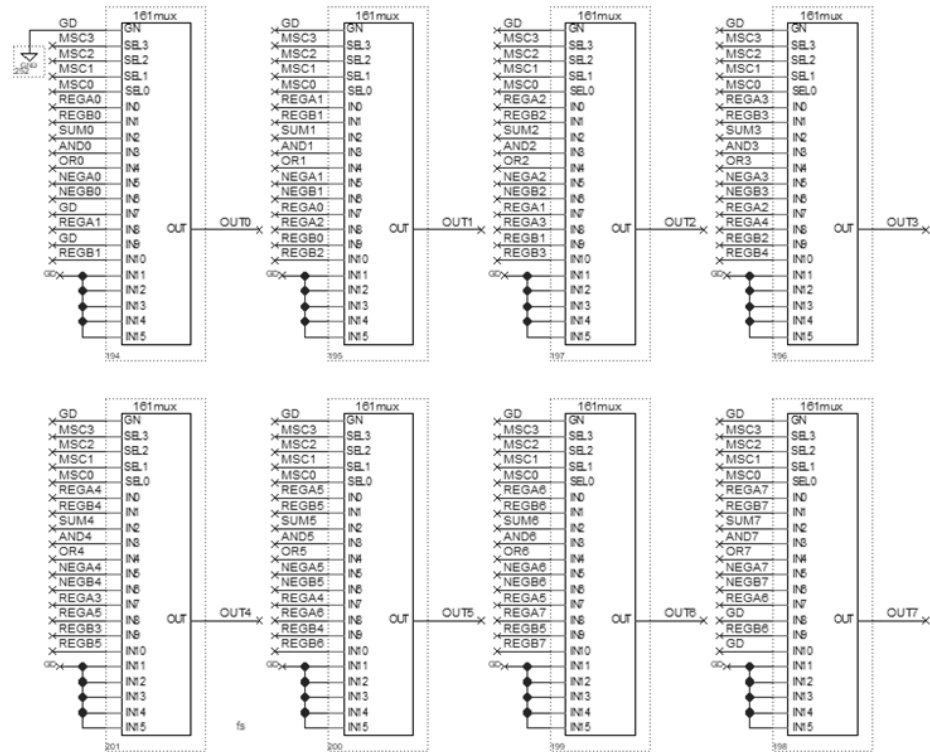 161mux
GD GN
MSC3 SEL3
MSC2 SEL2
MSC1 SEL1
MSC0 SEL0
REGA0 IN0
REGB0 IN1
SUM0 IN2
AND0 IN3
OR0 IN4
NEGA0 IN5
NEGB0 IN6
GD IN7
REGA1 IN8 OUT OUT0
GD IN9
REGB1 IN10
GD IN11
IN12
IN13
IN14
IN15
194
161mux
GD GN
MSC3 SEL3
MSC2 SEL2
MSC1 SEL1
MSC0 SEL0
REGA1 IN0
REGB1 IN1
SUM1 IN2
AND1 IN3
OR1 IN4
NEGA1 IN5
NEGB1 IN6
REGA0 IN7
REGA2 IN8 OUT OUT1
REGB0 IN9
REGB2 IN10
GD IN11
IN12
IN13
IN14
IN15
195
161mux
GD GN
MSC3 SEL3
MSC2 SEL2
MSC1 SEL1
MSC0 SEL0
REGA2 IN0
REGB2 IN1
SUM2 IN2
AND2 IN3
OR2 IN4
NEGA2 IN5
NEGB2 IN6
REGA1 IN7
REGA3 IN8 OUT OUT2
REGB1 IN9
REGB3 IN10
GD IN11
IN12
IN13
IN14
IN15
197
161mux
GD GN
MSC3 SEL3
MSC2 SEL2
MSC1 SEL1
MSC0 SEL0
REGA3 IN0
REGB3 IN1
SUM3 IN2
AND3 IN3
OR3 IN4
NEGA3 IN5
NEGB3 IN6
REGA2 IN7
REGA4 IN8 OUT OUT3
REGB2 IN9
REGB4 IN10
GD IN11
IN12
IN13
IN14
IN15
196
161mux
GD GN
MSC3 SEL3
MSC2 SEL2
MSC1 SEL1
MSC0 SEL0
REGA4 IN0
REGB4 IN1
SUM4 IN2
AND4 IN3
OR4 IN4
NEGA4 IN5
NEGB4 IN6
REGA3 IN7
REGA5 IN8 OUT OUT4
REGB3 IN9
REGB5 IN10
GD IN11
IN12
IN13
IN14
IN15
201
fs
161mux
GD GN
MSC3 SEL3
MSC2 SEL2
MSC1 SEL1
MSC0 SEL0
REGA5 IN0
REGB5 IN1
SUM5 IN2
AND5 IN3
OR5 IN4
NEGA5 IN5
NEGB5 IN6
REGA4 IN7
REGA6 IN8 OUT OUT5
REGB4 IN9
REGB6 IN10
GD IN11
IN12
IN13
IN14
IN15
200
161mux
GD GN
MSC3 SEL3
MSC2 SEL2
MSC1 SEL1
MSC0 SEL0
REGA6 IN0
REGB6 IN1
SUM6 IN2
AND6 IN3
OR6 IN4
NEGA6 IN5
NEGB6 IN6
REGA5 IN7
REGA7 IN8 OUT OUT6
REGB5 IN9
REGB7 IN10
GD IN11
IN12
IN13
IN14
IN15
199
161mux
GD GN
MSC3 SEL3
MSC2 SEL2
MSC1 SEL1
MSC0 SEL0
REGA7 IN0
REGB7 IN1
SUM7 IN2
AND7 IN3
OR7 IN4
NEGA7 IN5
NEGB7 IN6
REGA6 IN7
GD IN8 OUT OUT7
REGB6 IN9
GD IN10
GD IN11
IN12
IN13
IN14
IN15
198